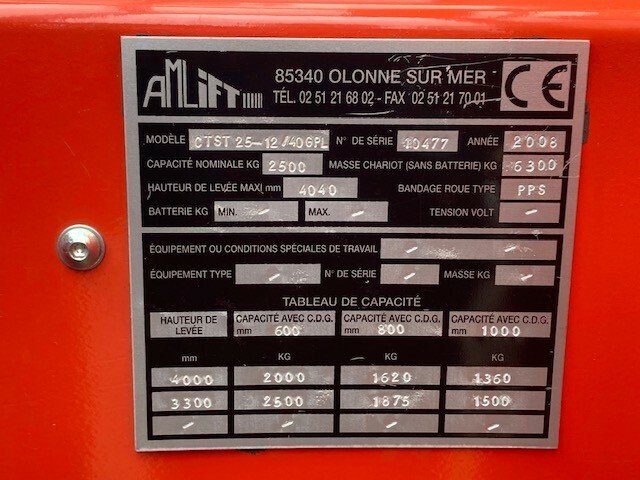 AMLIFT
85340 OLONNE SUR MER
TÉL. 02 51 21 68 02 - FAX 02 51 21 70 01
CE
MODÈLE CTST 25-12/40GPL N° DE SÉRIE 10477 ANNÉE 2008
CAPACITÉ NOMINALE KG 2500 MASSE CHARIOT (SANS BATTERIE) KG 6300
HAUTEUR DE LEVÉE MAXI mm 4040 BANDAGE ROUE TYPE PPS
BATTERIE KG MINI. - MAX. - TENSION VOLT -
ÉQUIPEMENT OU CONDITIONS SPÉCIALES DE TRAVAIL - -
ÉQUIPEMENT TYPE - N° DE SÉRIE - MASSE KG -
TABLEAU DE CAPACITÉ
HAUTEUR DE LEVÉE CAPACITÉ AVEC C.D.G. mm 600 CAPACITÉ AVEC C.D.G. mm 800 CAPACITÉ AVEC C.D.G. mm 1000
mm KG KG KG
4000 2000 1620 1360
3300 2500 1875 1500
- - - -